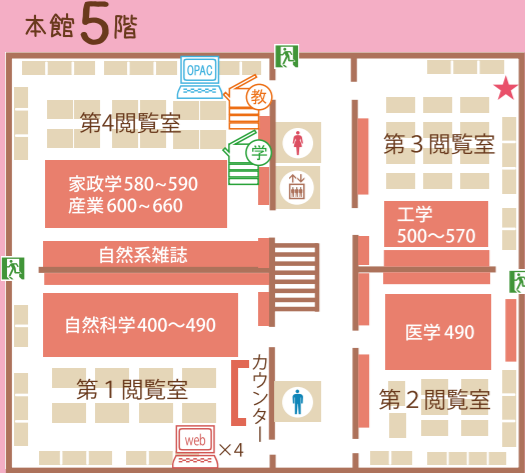 本館5階
OPAC
教
第4閲覧室
学
第３閲覧室
家政学580~590
産業600~660
工学
500～570
自然系雑誌
自然科学400～490
医学490
カウンター
第１閲覧室
第２閲覧室
web
×4